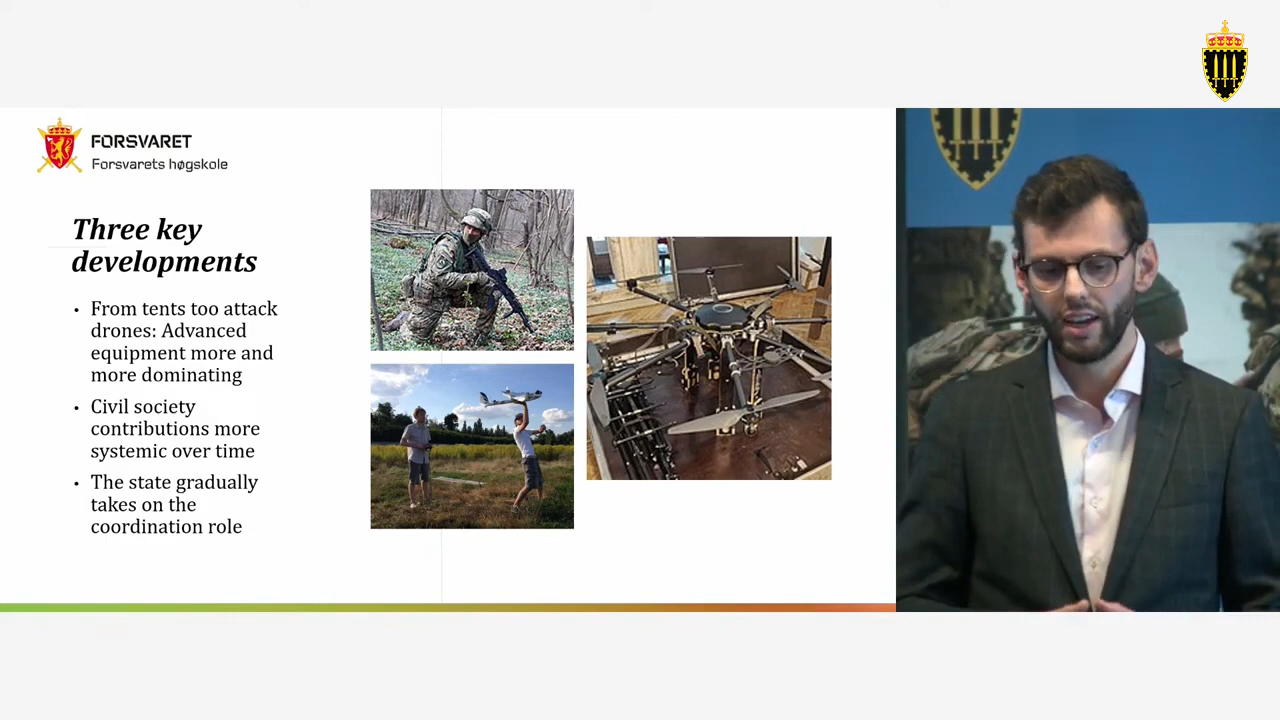 FORSVARET
Forsvarets høgskole
Three key
developments
• From tents too attack
drones: Advanced
equipment more and
more dominating
• Civil society
contributions more
systemic over time
• The state gradually
takes on the
coordination role